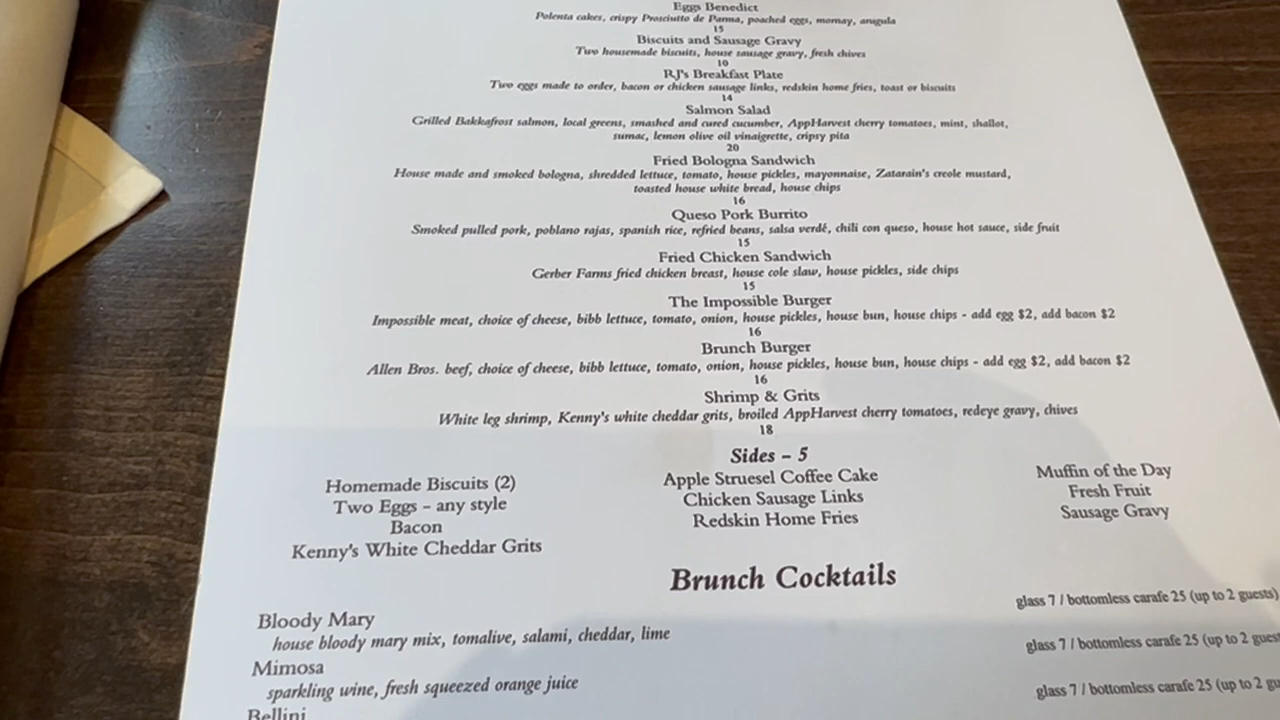 Eggs Benedict
Polenta cakes, crispy Prosciutto de Parma, poached eggs, mornay, arugula
15
Biscuits and Sausage Gravy
Two housemade biscuits, house sausage gravy, fresh chives
10
RJ's Breakfast Plate
Two eggs made to order, bacon or chicken sausage links, redskin home fries, toast or biscuits
14
Salmon Salad
Grilled Bakkafrost salmon, local greens, smashed and cured cucumber, AppHarvest cherry tomatoes, mint, shallot,
sumac, lemon olive oil vinaigrette, cripsy pita
20
Fried Bologna Sandwich
House made and smoked bologna, shredded lettuce, tomato, house pickles, mayonnaise, Zatarain's creole mustard,
toasted house white bread, house chips
16
Queso Pork Burrito
Smoked pulled pork, poblano rajas, spanish rice, refried beans, salsa verdé, chili con queso, house hot sauce, side fruit
15
Fried Chicken Sandwich
Gerber Farms fried chicken breast, house cole slaw, house pickles, side chips
15
The Impossible Burger
Impossible meat, choice of cheese, bibb lettuce, tomato, onion, house pickles, house bun, house chips - add egg $2, add bacon $2
16
Brunch Burger
Allen Bros. beef, choice of cheese, bibb lettuce, tomato, onion, house pickles, house bun, house chips - add egg $2, add bacon $2
16
Shrimp & Grits
White leg shrimp, Kenny's white cheddar grits, broiled AppHarvest cherry tomatoes, redeye gravy, chives
18
Sides – 5
Homemade Biscuits (2)
Two Eggs – any style
Bacon
Kenny's White Cheddar Grits
Apple Struesel Coffee Cake
Chicken Sausage Links
Redskin Home Fries
Muffin of the Day
Fresh Fruit
Sausage Gravy
Brunch Cocktails
Bloody Mary
glass 7 / bottomless carafe 25 (up to 2 guests)
house bloody mary mix, tomalive, salami, cheddar, lime
Mimosa
glass 7 / bottomless carafe 25 (up to 2 guest
sparkling wine, fresh squeezed orange juice
Bellini
glass 7 / bottomless carafe 25 (up to 2 gu